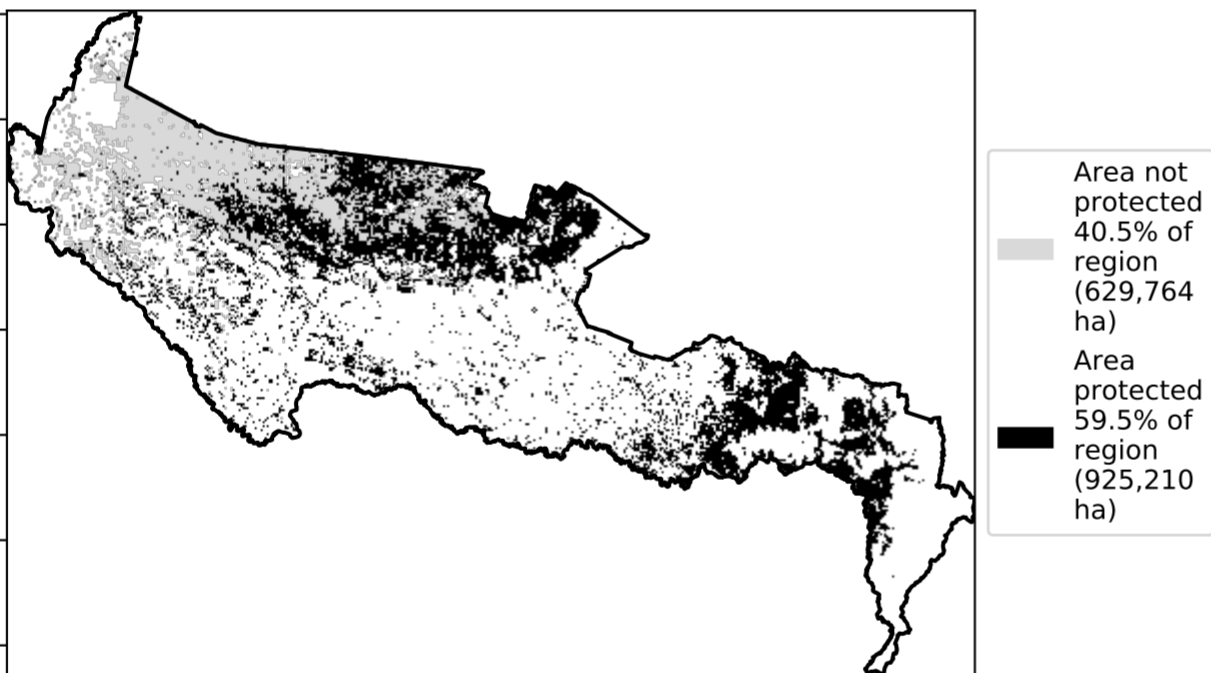 Area not
protected
40.5% of
region
(629,764
ha)
Area
protected
59.5% of
region
(925,210
ha)